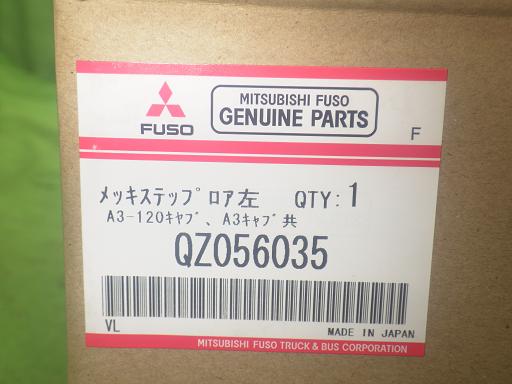 FUSO
MITSUBISHI FUSO
GENUINE PARTS
F
メッキステップ ロア左 QTY:1
A3-120キャブ、A3キャブ共
QZ056035
VL
MADE IN JAPAN
MITSUBISHI FUSO TRUCK & BUS CORPORATION